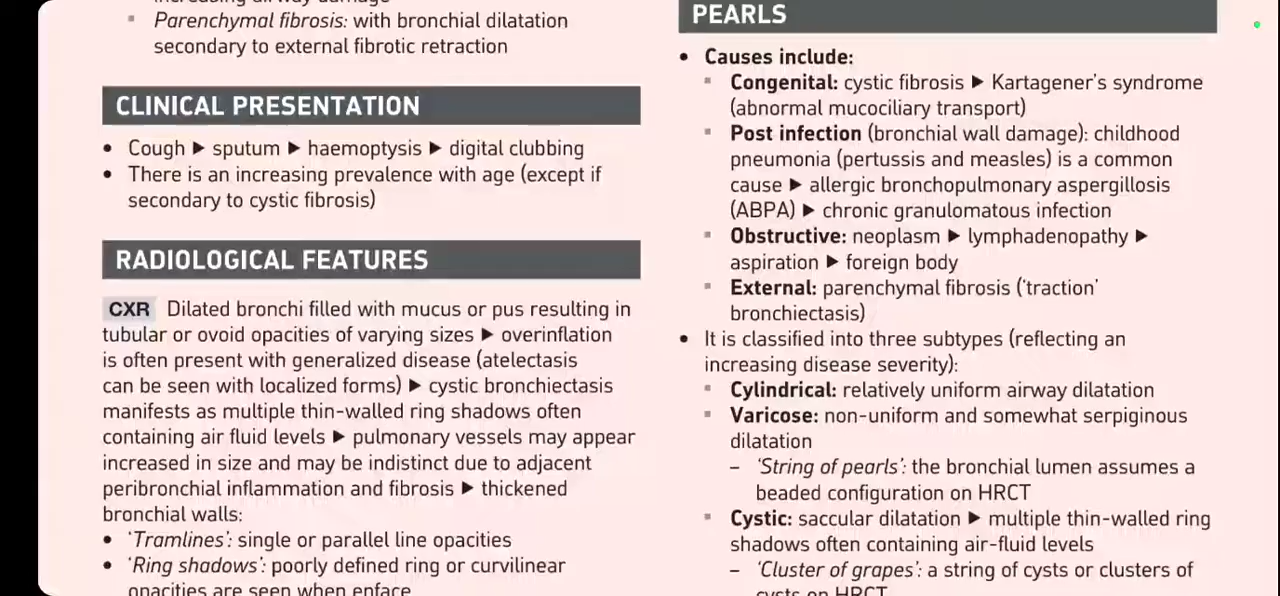 increasing airway damage
▪ Parenchymal fibrosis: with bronchial dilatation
secondary to external fibrotic retraction
CLINICAL PRESENTATION
• Cough ▶ sputum ▶ haemoptysis ▶ digital clubbing
• There is an increasing prevalence with age (except if
secondary to cystic fibrosis)
RADIOLOGICAL FEATURES
CXR Dilated bronchi filled with mucus or pus resulting in
tubular or ovoid opacities of varying sizes ▶ overinflation
is often present with generalized disease (atelectasis
can be seen with localized forms) ▶ cystic bronchiectasis
manifests as multiple thin-walled ring shadows often
containing air fluid levels ▶ pulmonary vessels may appear
increased in size and may be indistinct due to adjacent
peribronchial inflammation and fibrosis ▶ thickened
bronchial walls:
• ‘Tramlines’: single or parallel line opacities
• ‘Ring shadows’: poorly defined ring or curvilinear
opacities are seen when enface
PEARLS
• Causes include:
▪ Congenital: cystic fibrosis ▶ Kartagener’s syndrome
(abnormal mucociliary transport)
▪ Post infection (bronchial wall damage): childhood
pneumonia (pertussis and measles) is a common
cause ▶ allergic bronchopulmonary aspergillosis
(ABPA) ▶ chronic granulomatous infection
▪ Obstructive: neoplasm ▶ lymphadenopathy ▶
aspiration ▶ foreign body
▪ External: parenchymal fibrosis (‘traction’
bronchiectasis)
• It is classified into three subtypes (reflecting an
increasing disease severity):
▪ Cylindrical: relatively uniform airway dilatation
▪ Varicose: non-uniform and somewhat serpiginous
dilatation
– ‘String of pearls’: the bronchial lumen assumes a
beaded configuration on HRCT
▪ Cystic: saccular dilatation ▶ multiple thin-walled ring
shadows often containing air-fluid levels
– ‘Cluster of grapes’: a string of cysts or clusters of
cysts on HRCT